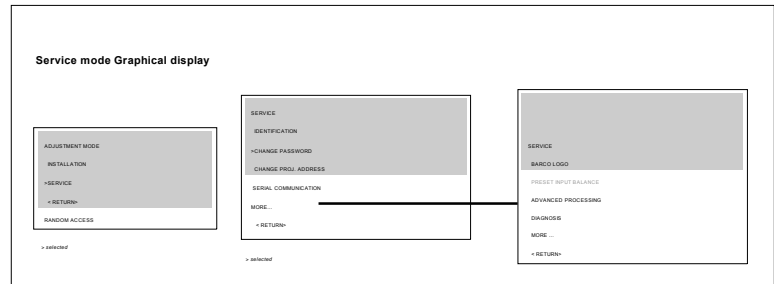 Service mode Graphical display
ADJUSTMENT MODE
INSTALLATION
>SERVICE
< RETURN>
RANDOM ACCESS
> selected
SERVICE
IDENTIFICATION
>CHANGE PASSWORD
CHANGE PROJ. ADDRESS
SERIAL COMMUNICATION
MORE...
< RETURN>
> selected
SERVICE
BARCO LOGO
PRESET INPUT BALANCE
ADVANCED PROCESSING
DIAGNOSIS
MORE ...
< RETURN>